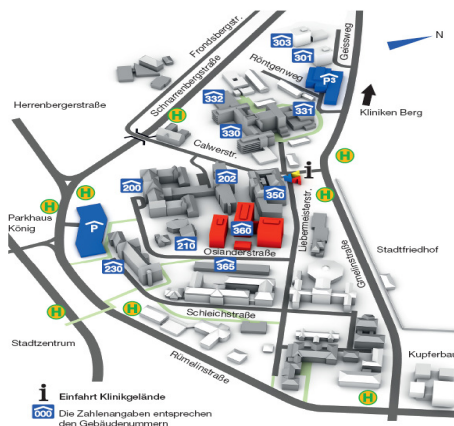 Frondsbergstr.
Schnarrenbergstraße
303
301
Geissweg
N
Röntgenweg
P3
Herrenbergerstraße
332
331
330
H
Kliniken Berg
Calwerstr.
i
H
202
200
350
H
H
Parkhaus
König
P
360
210
Liebermeisterstr.
Gmelinstraße
Stadtfriedhof
Osianderstraße
230
365
H
H
Schleichstraße
Stadtzentrum
Rümelinstraße
Kupferbau
H
i Einfahrt Klinikgelände
000 Die Zahlenangaben entsprechen
den Gebäudenummern